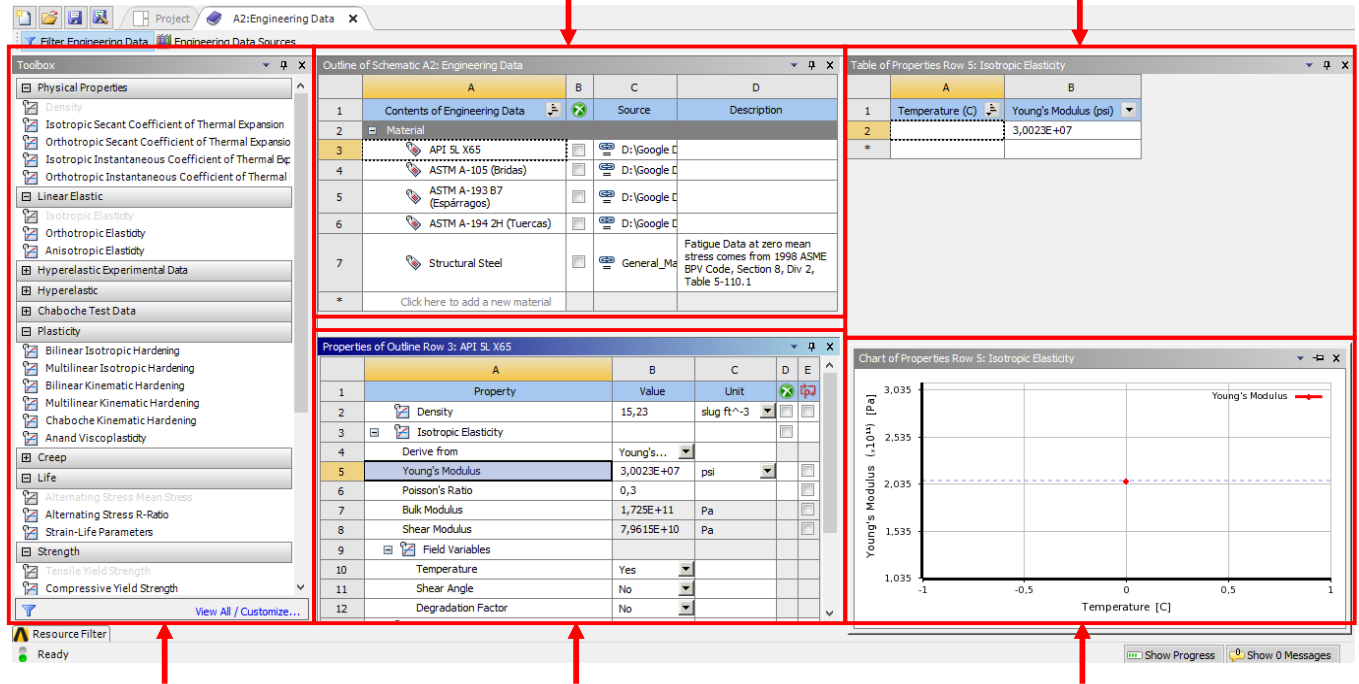 Project
A2:Engineering Data
Filter Engineering Data
Engineering Data Sources
Toolbox
Physical Properties
Density
Isotropic Secant Coefficient of Thermal Expansion
Orthotropic Secant Coefficient of Thermal Expansio
Isotropic Instantaneous Coefficient of Thermal Exp
Orthotropic Instantaneous Coefficient of Thermal
Linear Elastic
Isotropic Elasticity
Orthotropic Elasticity
Anisotropic Elasticity
Hyperelastic Experimental Data
Hyperelastic
Chaboche Test Data
Plasticity
Bilinear Isotropic Hardening
Multilinear Isotropic Hardening
Bilinear Kinematic Hardening
Multilinear Kinematic Hardening
Chaboche Kinematic Hardening
Anand Viscoplasticity
Creep
Life
Alternating Stress Mean Stress
Alternating Stress R-Ratio
Strain-Life Parameters
Strength
Tensile Yield Strength
Compressive Yield Strength
View All / Customize...
Outline of Schematic A2: Engineering Data
A B C D
1 Contents of Engineering Data Source Description
2 Material
3 API 5L X65 D:\Google D
4 ASTM A-105 (Bridas) D:\Google D
5 ASTM A-193 B7 (Espárragos) D:\Google D
6 ASTM A-194 2H (Tuercas) D:\Google D
7 Structural Steel General_Ma
Fatigue Data at zero mean
stress comes from 1998 ASME
BPV Code, Section 8, Div 2,
Table 5-110.1
* Click here to add a new material
Properties of Outline Row 3: API 5L X65
A B C D E
1 Property Value Unit
2 Density 15,23 slug ft^-3
3 Isotropic Elasticity
4 Derive from Young's...
5 Young's Modulus 3,0023E+07 psi
6 Poisson's Ratio 0,3
7 Bulk Modulus 1,725E+11 Pa
8 Shear Modulus 7,9615E+10 Pa
9 Field Variables
10 Temperature Yes
11 Shear Angle No
12 Degradation Factor No
Table of Properties Row 5: Isotropic Elasticity
A B
1 Temperature (C) Young's Modulus (psi)
2 3,0023E+07
*
Chart of Properties Row 5: Isotropic Elasticity
Young's Modulus
Young's Modulus (x10¹¹) [Pa]
3,035
2,535
2,035
1,535
1,035
-1 -0,5 0 0,5 1
Temperature [C]
Resource Filter
Ready
Show Progress
Show 0 Messages